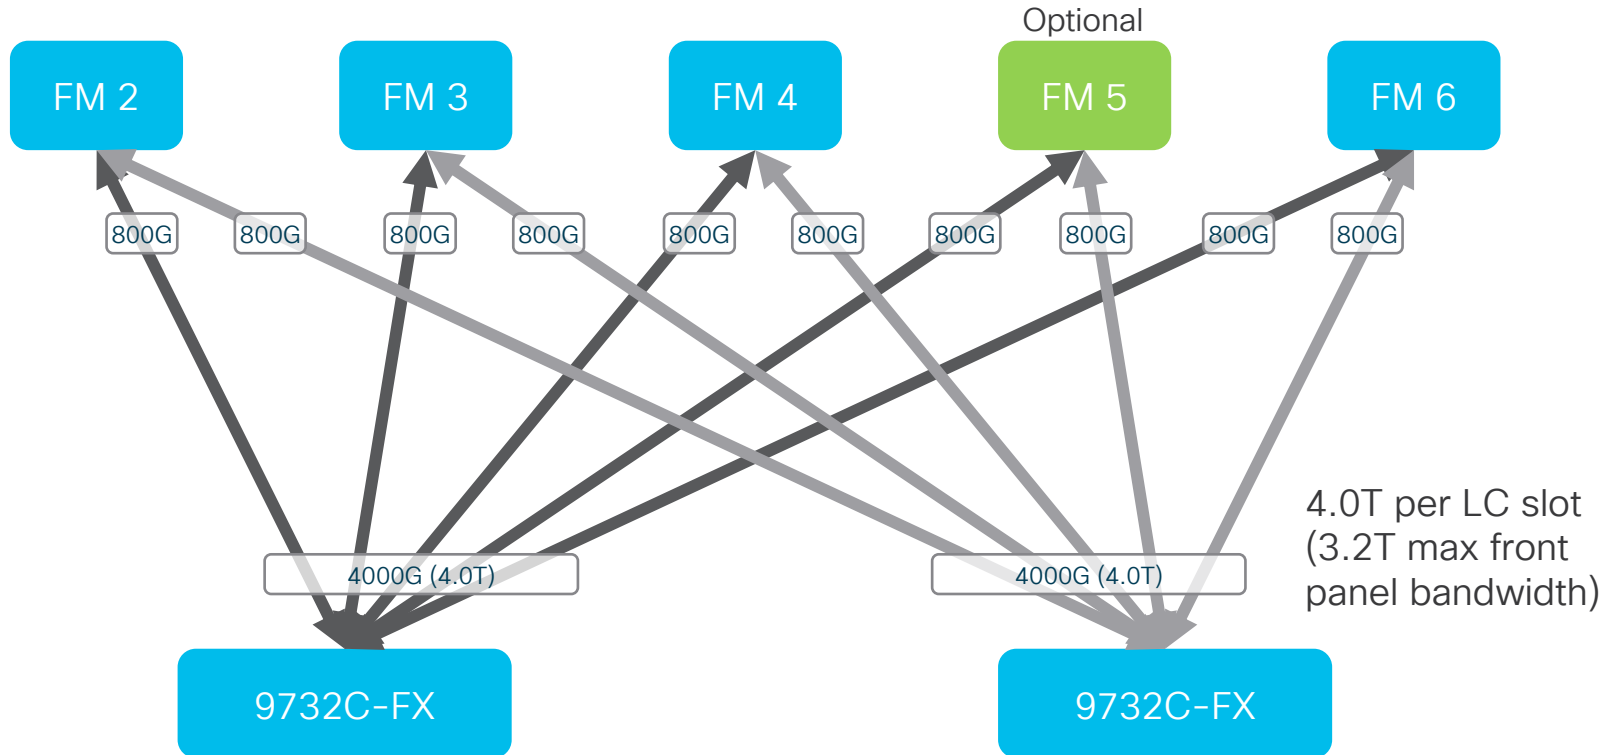 Optional
FM 2
FM 3
FM 4
FM 5
FM 6
800G
800G
800G
800G
800G
800G
800G
800G
800G
800G
4000G (4.0T)
4000G (4.0T)
4.0T per LC slot
(3.2T max front
panel bandwidth)
9732C-FX
9732C-FX